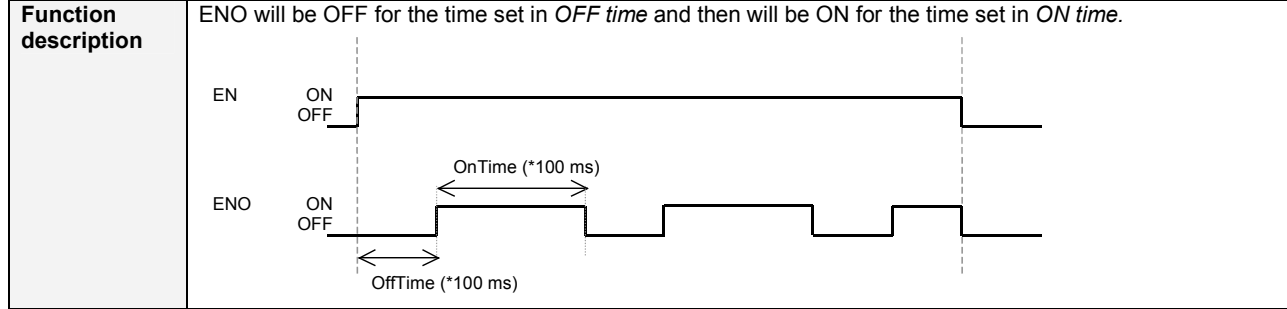 Function
description
ENO will be OFF for the time set in OFF time and then will be ON for the time set in ON time.
EN
ON
OFF
OnTime (*100 ms)
ENO
ON
OFF
OffTime (*100 ms)